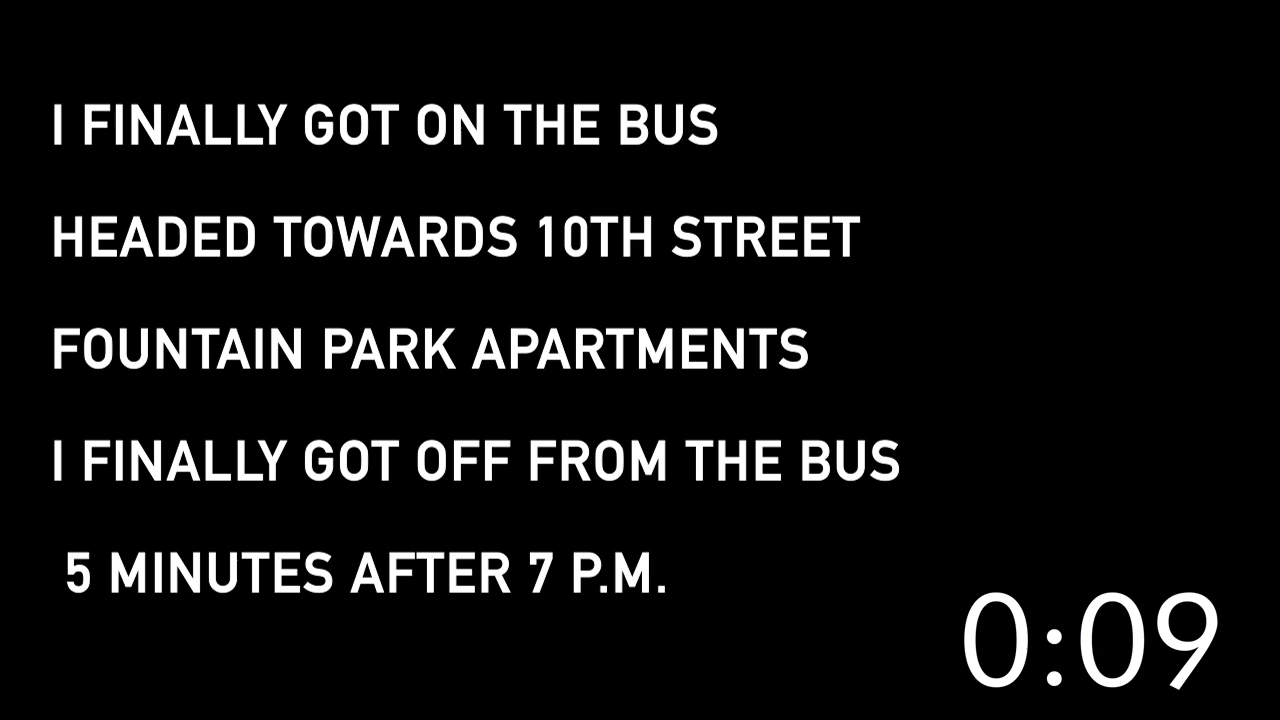 I FINALLY GOT ON THE BUS
HEADED TOWARDS 10TH STREET
FOUNTAIN PARK APARTMENTS
I FINALLY GOT OFF FROM THE BUS
5 MINUTES AFTER 7 P.M.
0:09